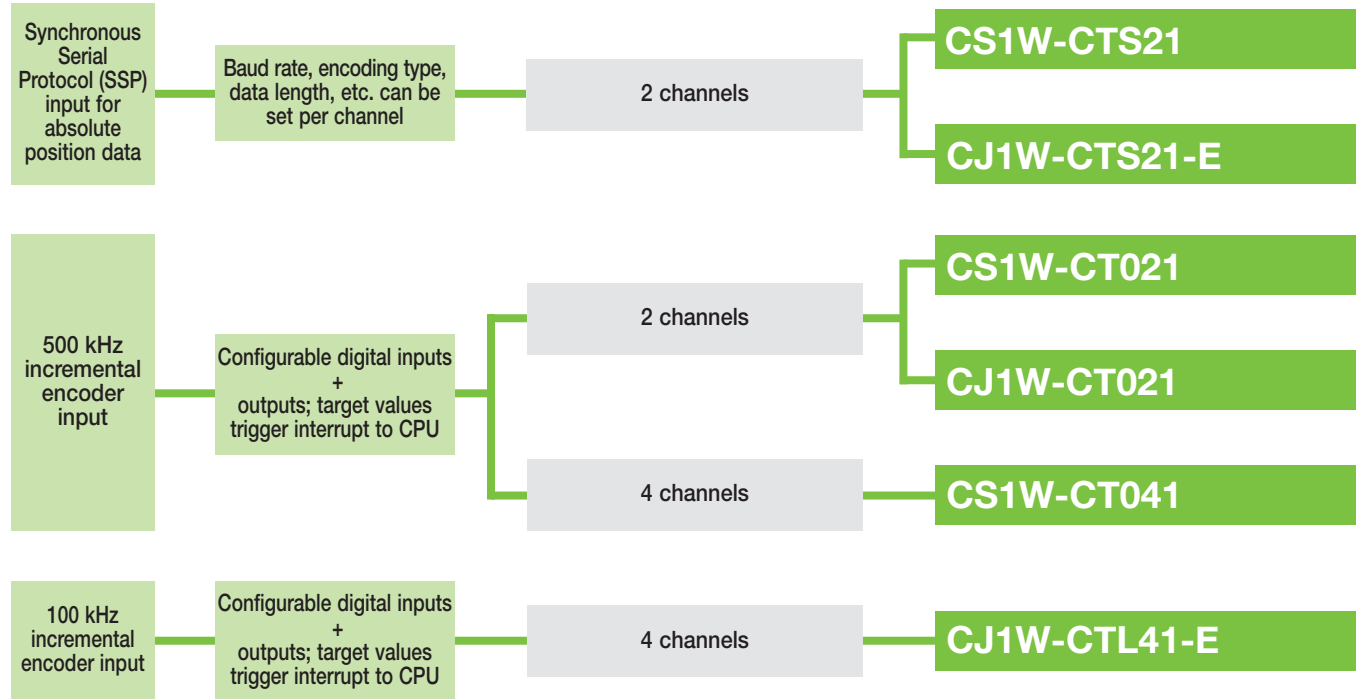 Synchronous
Serial
Protocol (SSP)
input for
absolute
position data
Baud rate, encoding type,
data length, etc. can be
set per channel
2 channels
CS1W-CTS21
CJ1W-CTS21-E
500 kHz
incremental
encoder
input
Configurable digital inputs
+
outputs; target values
trigger interrupt to CPU
2 channels
CS1W-CT021
CJ1W-CT021
4 channels
CS1W-CT041
100 kHz
incremental
encoder input
Configurable digital inputs
+
outputs; target values
trigger interrupt to CPU
4 channels
CJ1W-CTL41-E